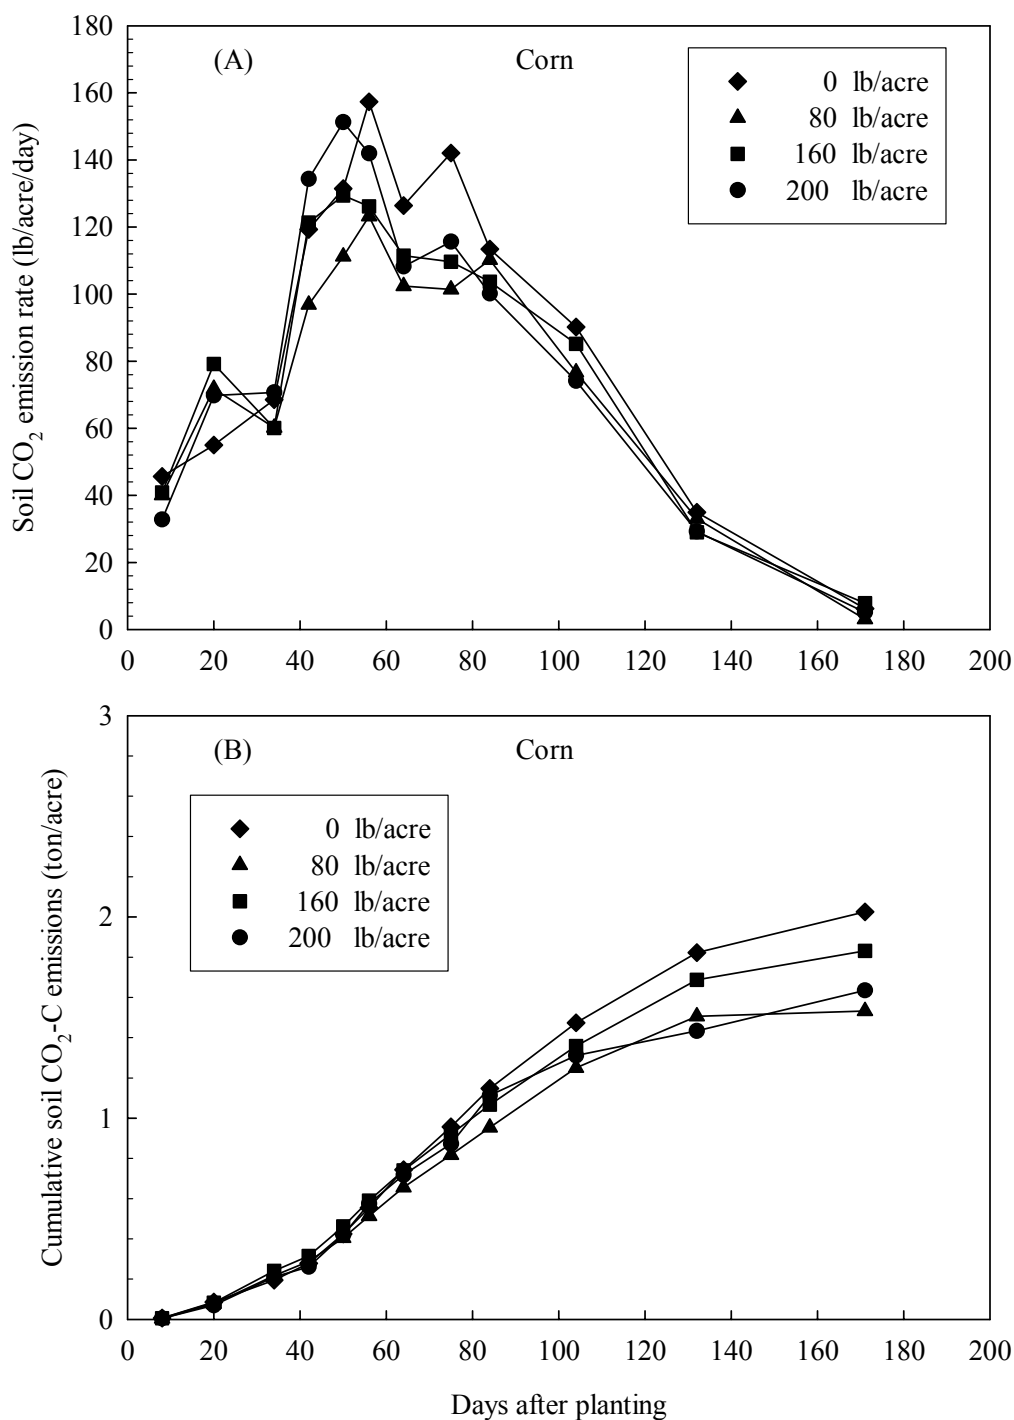 180
(A) Corn
0 lb/acre
80 lb/acre
160 lb/acre
200 lb/acre
160
140
120
100
80
60
40
20
0
Soil CO₂ emission rate (lb/acre/day)
0 20 40 60 80 100 120 140 160 180 200
3
(B) Corn
0 lb/acre
80 lb/acre
160 lb/acre
200 lb/acre
2
1
0
Cumulative soil CO₂-C emissions (ton/acre)
0 20 40 60 80 100 120 140 160 180 200
Days after planting